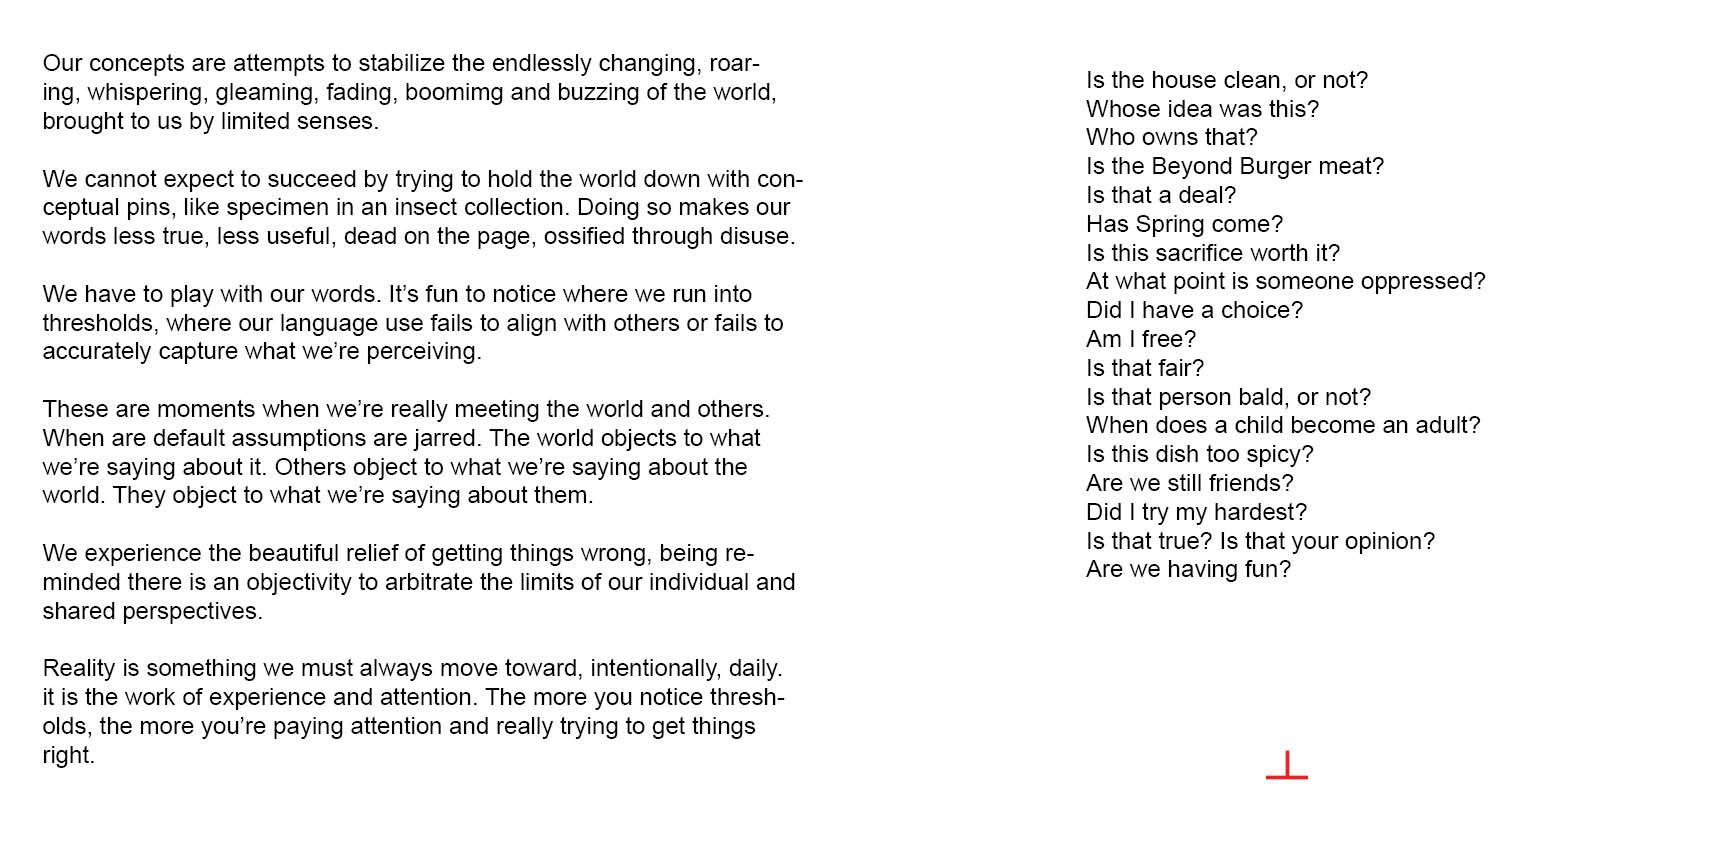 Our concepts are attempts to stabilize the endlessly changing, roar-
ing, whispering, gleaming, fading, boomimg and buzzing of the world,
brought to us by limited senses.
We cannot expect to succeed by trying to hold the world down with con-
ceptual pins, like specimen in an insect collection. Doing so makes our
words less true, less useful, dead on the page, ossified through disuse.
We have to play with our words. It’s fun to notice where we run into
thresholds, where our language use fails to align with others or fails to
accurately capture what we’re perceiving.
These are moments when we’re really meeting the world and others.
When are default assumptions are jarred. The world objects to what
we’re saying about it. Others object to what we’re saying about the
world. They object to what we’re saying about them.
We experience the beautiful relief of getting things wrong, being re-
minded there is an objectivity to arbitrate the limits of our individual and
shared perspectives.
Reality is something we must always move toward, intentionally, daily.
it is the work of experience and attention. The more you notice thresh-
olds, the more you’re paying attention and really trying to get things
right.
Is the house clean, or not?
Whose idea was this?
Who owns that?
Is the Beyond Burger meat?
Is that a deal?
Has Spring come?
Is this sacrifice worth it?
At what point is someone oppressed?
Did I have a choice?
Am I free?
Is that fair?
Is that person bald, or not?
When does a child become an adult?
Is this dish too spicy?
Are we still friends?
Did I try my hardest?
Is that true? Is that your opinion?
Are we having fun?